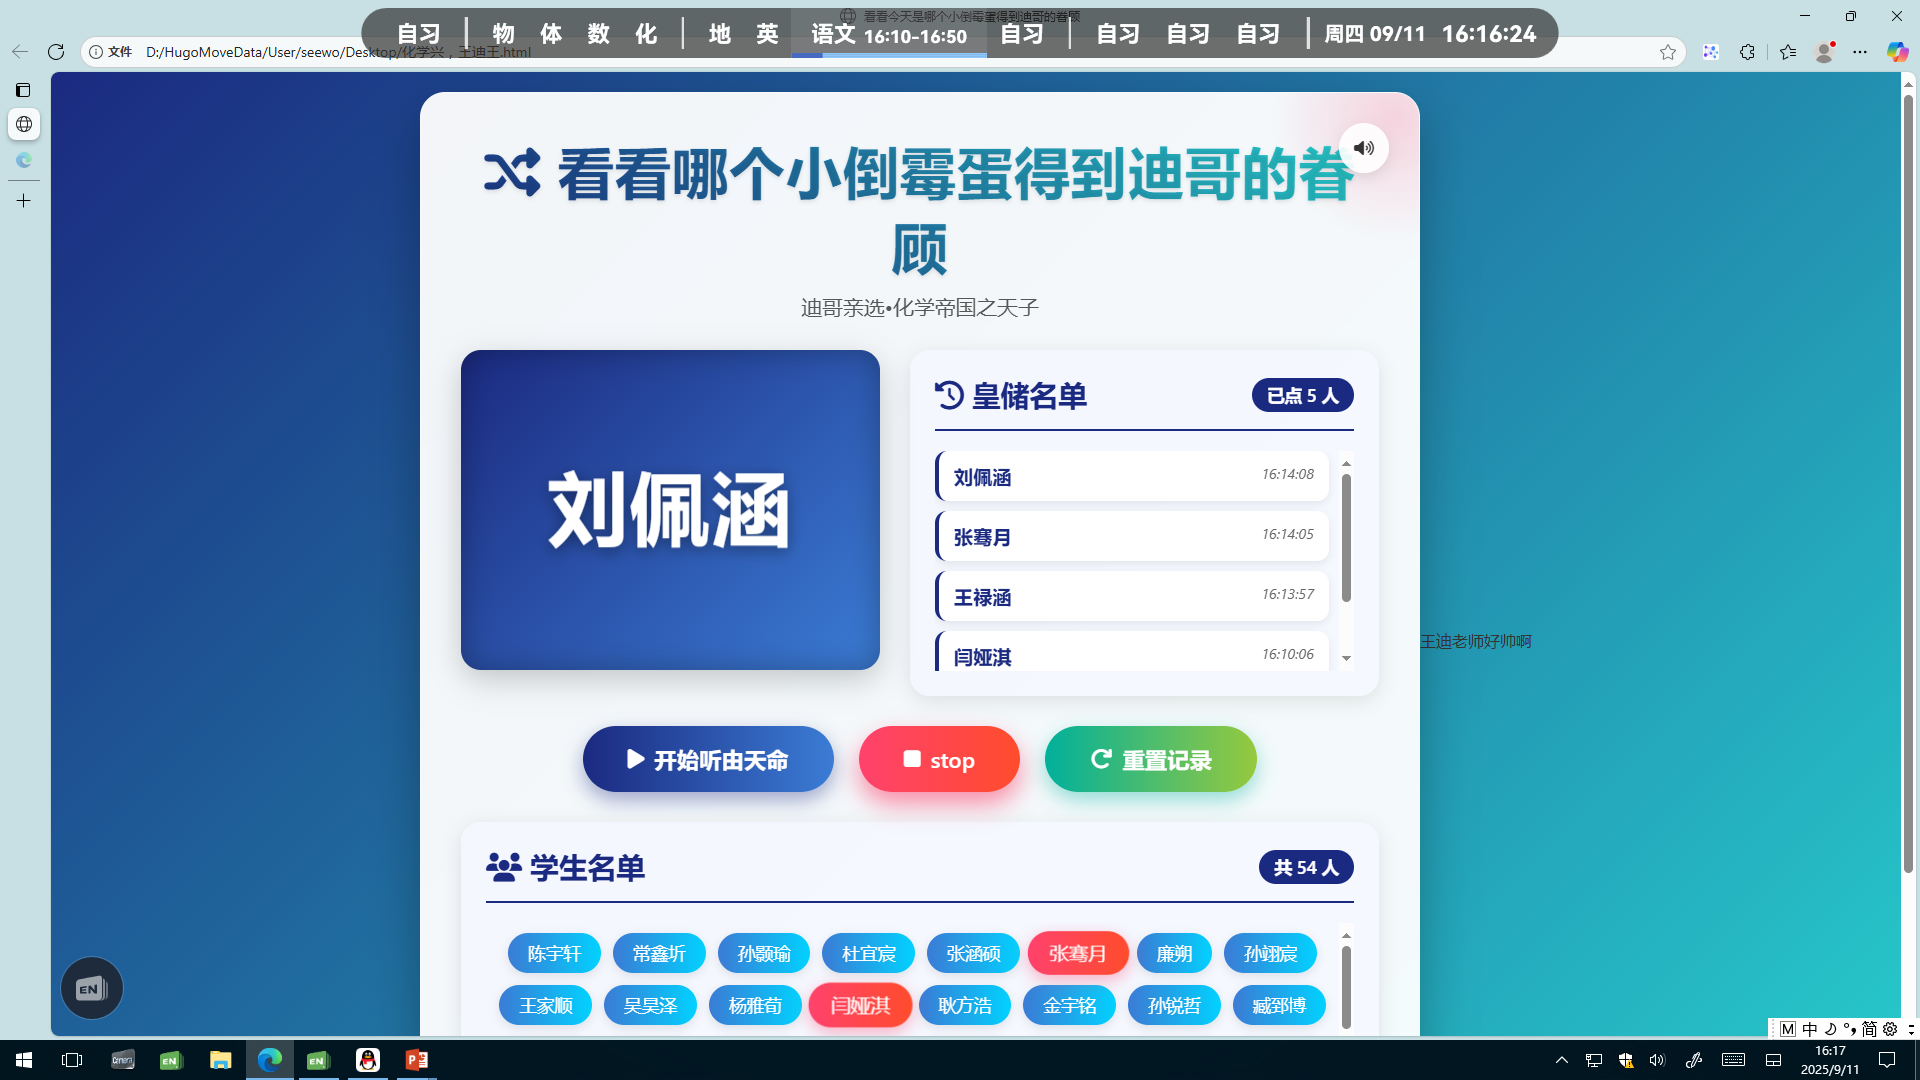 看看今天是哪个小倒霉蛋得到迪哥的眷顾
自习 物 体 数 化 地 英 语文 16:10-16:50 自习 自习 自习 自习 周四 09/11 16:16:24
文件 D:/HugoMoveData/User/seewo/Desktop/化学兴，王迪王.html
看看哪个小倒霉蛋得到迪哥的眷
顾
迪哥亲选•化学帝国之天子
刘佩涵
皇储名单 已点 5 人
刘佩涵 16:14:08
张骞月 16:14:05
王禄涵 16:13:57
闫娅淇 16:10:06
王迪老师好帅啊
开始听由天命 stop 重置记录
学生名单 共 54 人
陈宇轩 常鑫圻 孙颢瑜 杜宜宸 张涵硕 张骞月 廉朔 孙翊宸
王家顺 吴昊泽 杨雅荀 闫娅淇 耿方浩 金宇铭 孙锐哲 臧郅博
EN
M 中 简
Camera EN EN P
16:17
2025/9/11